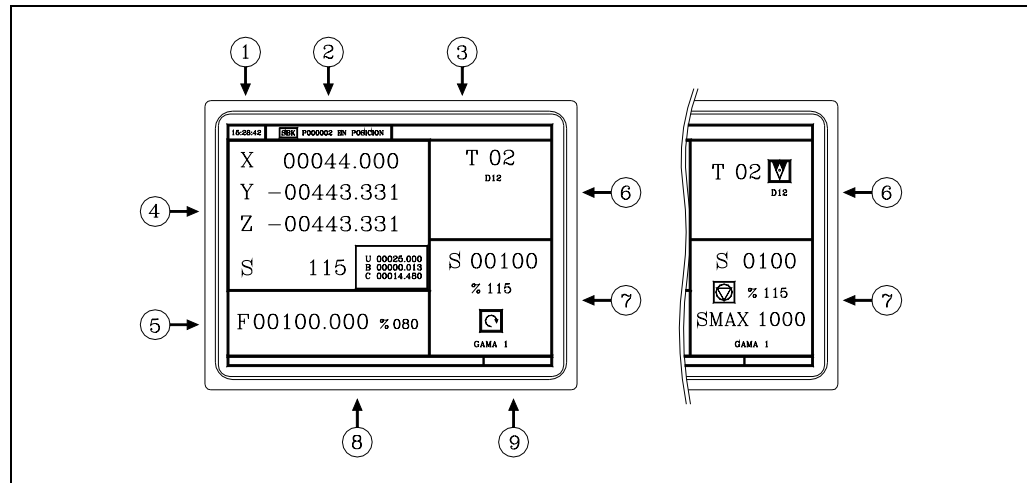 1 2 3
15:28:42 SBK P000002 EN POSICION
X 00044.000
Y -00443.331
Z -00443.331
S 115
U 00025.000
B 00000.013
C 00014.480
T 02
D12
S 00100
% 115
GAMA 1
F00100.000 % 080
4
5
6
7
8 9
T 02
D12
S 0100
% 115
SMAX 1000
GAMA 1
6
7